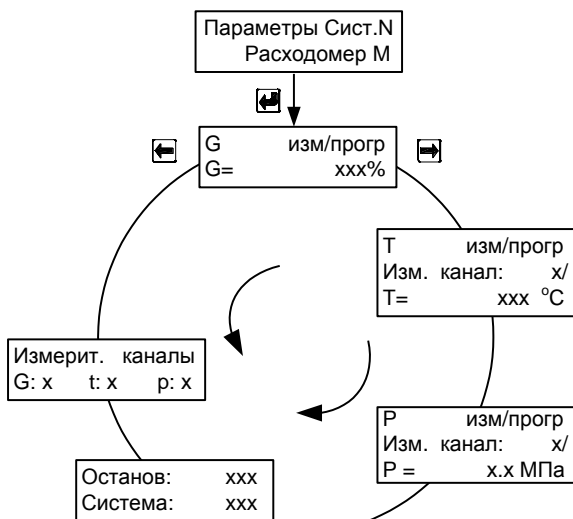 Параметры Сист.N
Расходомер М
G изм/прогр
G= xxx%
T изм/прогр
Изм. канал: x/
T= xxx °C
Измерит. каналы
G: x t: x p: x
P изм/прогр
Изм. канал: x/
P = x.x МПа
Останов: xxx
Система: xxx